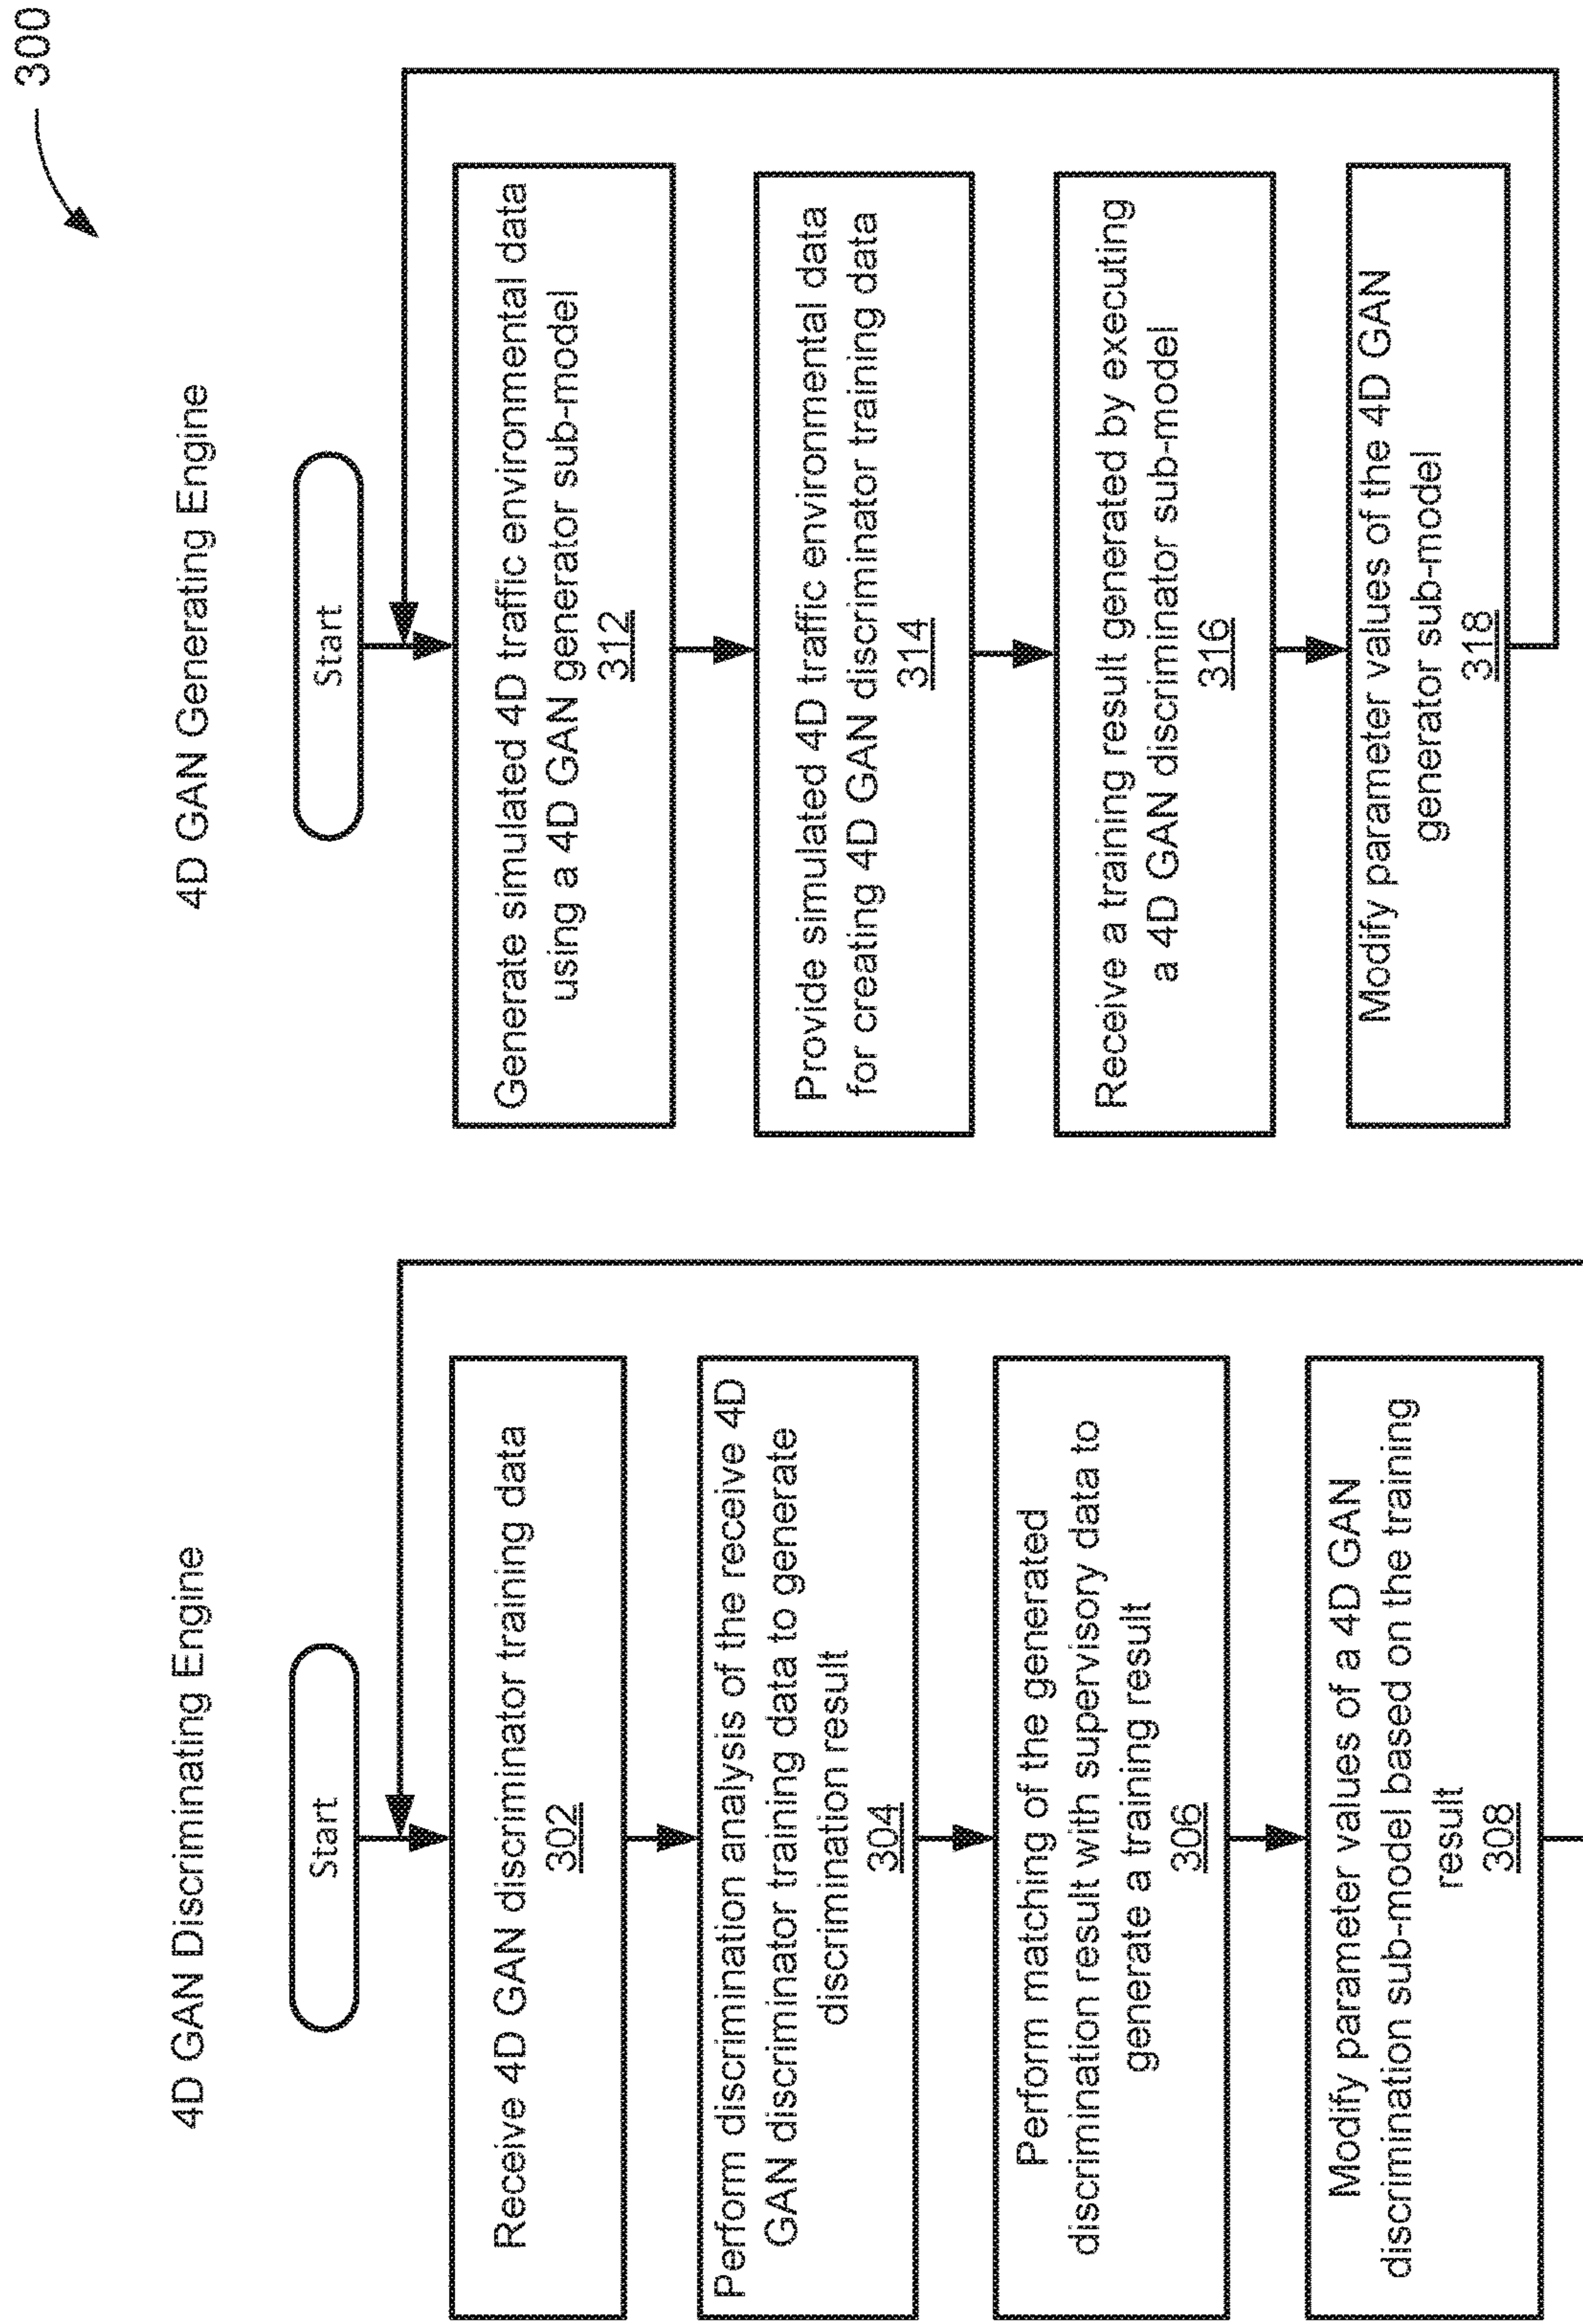 300
4D GAN Discriminating Engine
Start
Receive 4D GAN discriminator training data
302
Perform discrimination analysis of the receive 4D
GAN discriminator training data to generate
discrimination result
304
Perform matching of the generated
discrimination result with supervisory data to
generate a training result
306
Modify parameter values of a 4D GAN
discrimination sub-model based on the training
result
308
4D GAN Generating Engine
Start
Generate simulated 4D traffic environmental data
using a 4D GAN generator sub-model
312
Provide simulated 4D traffic environmental data
for creating 4D GAN discriminator training data
314
Receive a training result generated by executing
a 4D GAN discriminator sub-model
316
Modify parameter values of the 4D GAN
generator sub-model
318